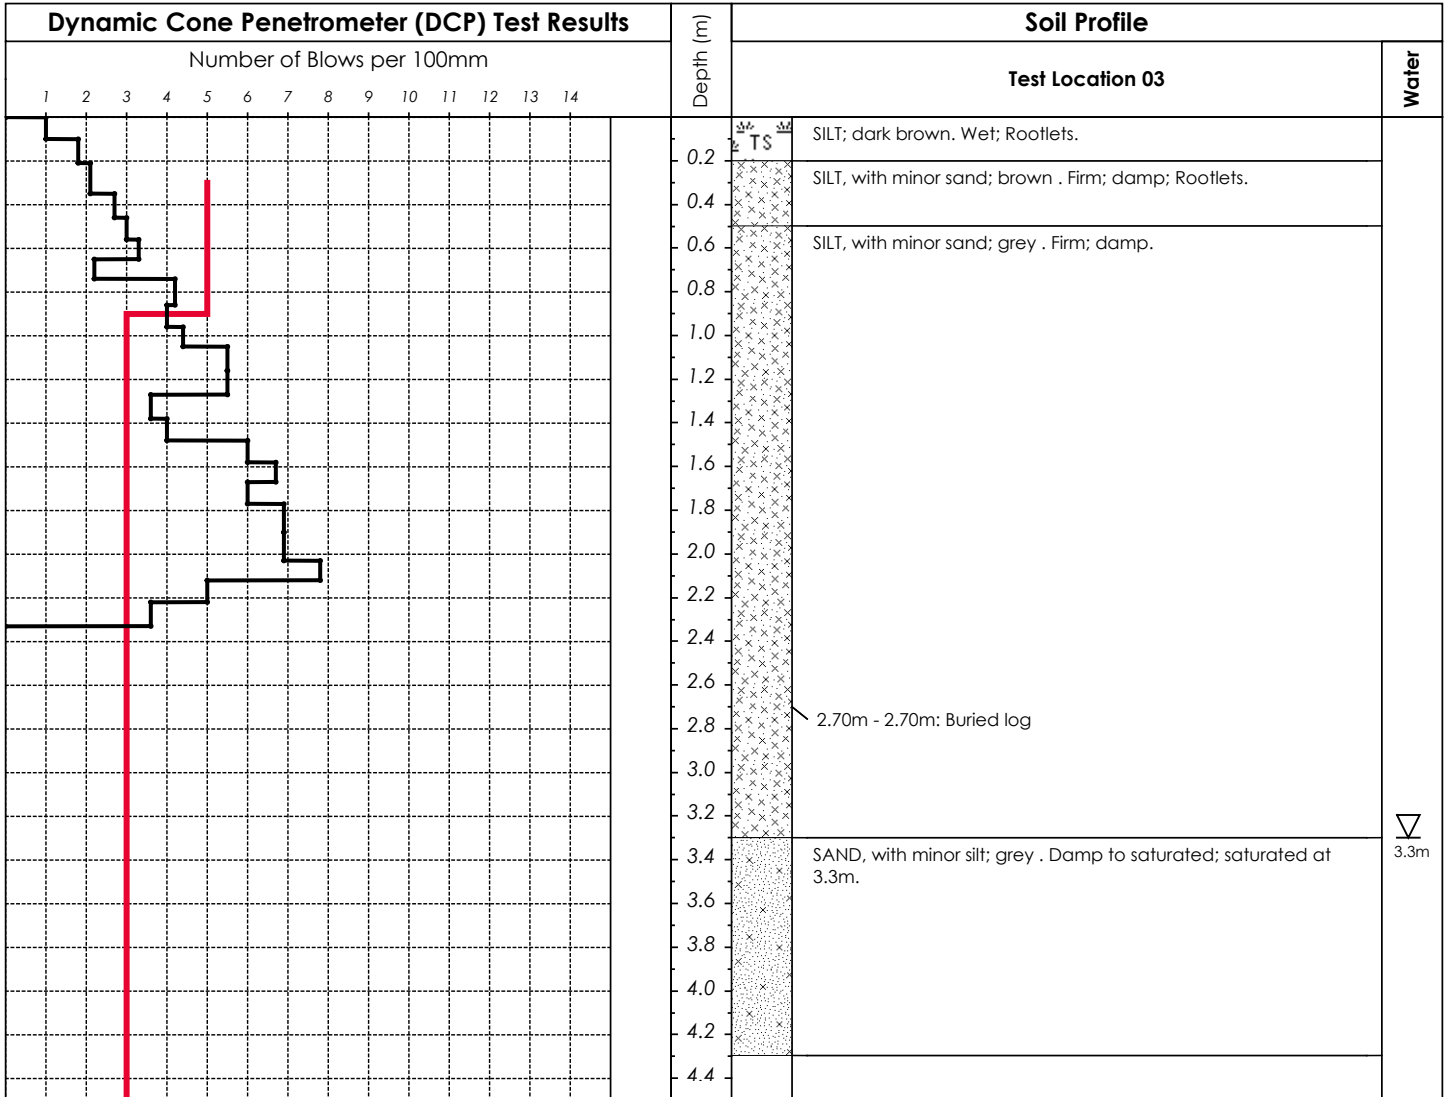 Dynamic Cone Penetrometer (DCP) Test Results
Number of Blows per 100mm
1 2 3 4 5 6 7 8 9 10 11 12 13 14
Depth (m)
Soil Profile
Test Location 03
Water
TS
SILT; dark brown. Wet; Rootlets.
0.2
SILT, with minor sand; brown . Firm; damp; Rootlets.
0.4
0.6
SILT, with minor sand; grey . Firm; damp.
0.8
1.0
1.2
1.4
1.6
1.8
2.0
2.2
2.4
2.6
2.70m - 2.70m: Buried log
2.8
3.0
3.2
3.4
SAND, with minor silt; grey . Damp to saturated; saturated at
3.3m.
3.3m
3.6
3.8
4.0
4.2
4.4